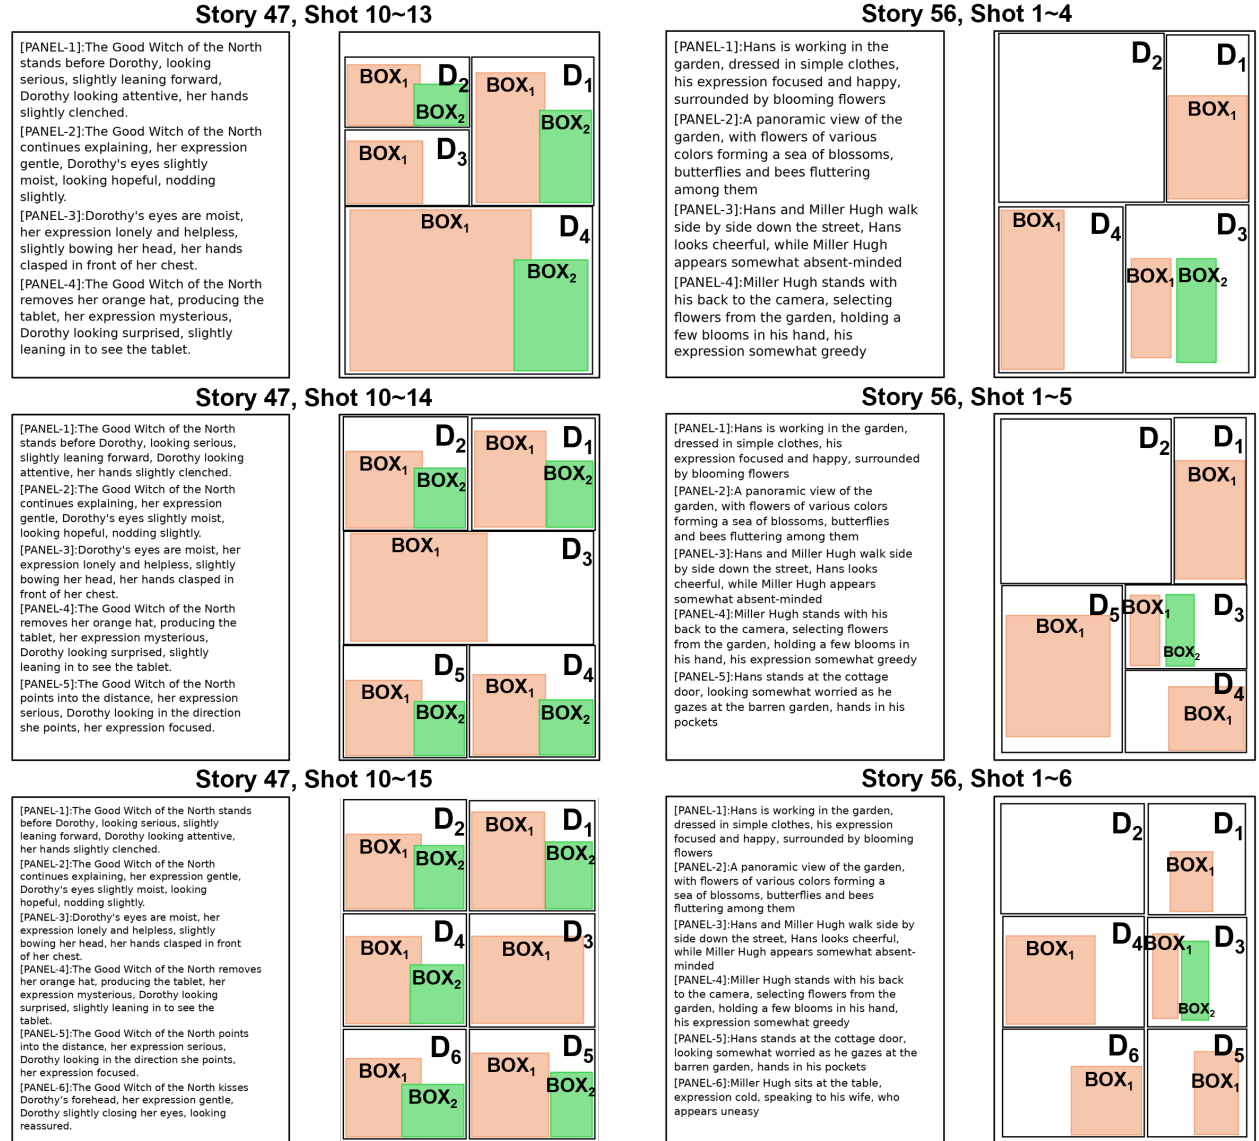 Story 47, Shot 10~13
[PANEL-1]:The Good Witch of the North
stands before Dorothy, looking
serious, slightly leaning forward,
Dorothy looking attentive, her hands
slightly clenched.
[PANEL-2]:The Good Witch of the North
continues explaining, her expression
gentle, Dorothy's eyes slightly
moist, looking hopeful, nodding
slightly.
[PANEL-3]:Dorothy's eyes are moist,
her expression lonely and helpless,
slightly bowing her head, her hands
clasped in front of her chest.
[PANEL-4]:The Good Witch of the North
removes her orange hat, producing the
tablet, her expression mysterious,
Dorothy looking surprised, slightly
leaning in to see the tablet.
BOX1
D2
BOX2
BOX1
D1
BOX2
BOX1
D3
BOX1
D4
BOX2
Story 56, Shot 1~4
[PANEL-1]:Hans is working in the
garden, dressed in simple clothes,
his expression focused and happy,
surrounded by blooming flowers
[PANEL-2]:A panoramic view of the
garden, with flowers of various
colors forming a sea of blossoms,
butterflies and bees fluttering
among them
[PANEL-3]:Hans and Miller Hugh walk
side by side down the street, Hans
looks cheerful, while Miller Hugh
appears somewhat absent-minded
[PANEL-4]:Miller Hugh stands with
his back to the camera, selecting
flowers from the garden, holding a
few blooms in his hand, his
expression somewhat greedy
D2
D1
BOX1
BOX1
D4
D3
BOX1
BOX2
Story 47, Shot 10~14
[PANEL-1]:The Good Witch of the North
stands before Dorothy, looking serious,
slightly leaning forward, Dorothy looking
attentive, her hands slightly clenched.
[PANEL-2]:The Good Witch of the North
continues explaining, her expression
gentle, Dorothy's eyes slightly moist,
looking hopeful, nodding slightly.
[PANEL-3]:Dorothy's eyes are moist, her
expression lonely and helpless, slightly
bowing her head, her hands clasped in
front of her chest.
[PANEL-4]:The Good Witch of the North
removes her orange hat, producing the
tablet, her expression mysterious,
Dorothy looking surprised, slightly
leaning in to see the tablet.
[PANEL-5]:The Good Witch of the North
points into the distance, her expression
serious, Dorothy looking in the direction
she points, her expression focused.
D2
BOX1
BOX2
D1
BOX1
BOX2
BOX1
D3
D5
BOX1
BOX2
D4
BOX1
BOX2
Story 56, Shot 1~5
[PANEL-1]:Hans is working in the garden,
dressed in simple clothes, his
expression focused and happy, surrounded
by blooming flowers
[PANEL-2]:A panoramic view of the
garden, with flowers of various colors
forming a sea of blossoms, butterflies
and bees fluttering among them
[PANEL-3]:Hans and Miller Hugh walk side
by side down the street, Hans looks
cheerful, while Miller Hugh appears
somewhat absent-minded
[PANEL-4]:Miller Hugh stands with his
back to the camera, selecting flowers
from the garden, holding a few blooms in
his hand, his expression somewhat greedy
[PANEL-5]:Hans stands at the cottage
door, looking somewhat worried as he
gazes at the barren garden, hands in his
pockets
D2
D1
BOX1
D5
BOX1
BOX1
D3
BOX2
D4
BOX1
Story 47, Shot 10~15
[PANEL-1]:The Good Witch of the North stands
before Dorothy, looking serious, slightly
leaning forward, Dorothy looking attentive,
her hands slightly clenched.
[PANEL-2]:The Good Witch of the North
continues explaining, her expression gentle,
Dorothy's eyes slightly moist, looking
hopeful, nodding slightly.
[PANEL-3]:Dorothy's eyes are moist, her
expression lonely and helpless, slightly
bowing her head, her hands clasped in front
of her chest.
[PANEL-4]:The Good Witch of the North removes
her orange hat, producing the tablet, her
expression mysterious, Dorothy looking
surprised, slightly leaning in to see the
tablet.
[PANEL-5]:The Good Witch of the North points
into the distance, her expression serious,
Dorothy looking in the direction she points,
her expression focused.
[PANEL-6]:The Good Witch of the North kisses
Dorothy's forehead, her expression gentle,
Dorothy slightly closing her eyes, looking
reassured.
D2
BOX1
BOX2
D1
BOX1
BOX2
D4
BOX1
BOX2
D3
BOX1
D6
BOX1
BOX2
D5
BOX1
BOX2
Story 56, Shot 1~6
[PANEL-1]:Hans is working in the garden,
dressed in simple clothes, his expression
focused and happy, surrounded by blooming
flowers
[PANEL-2]:A panoramic view of the garden,
with flowers of various colors forming a
sea of blossoms, butterflies and bees
fluttering among them
[PANEL-3]:Hans and Miller Hugh walk side by
side down the street, Hans looks cheerful,
while Miller Hugh appears somewhat absent-
minded
[PANEL-4]:Miller Hugh stands with his back
to the camera, selecting flowers from the
garden, holding a few blooms in his hand,
his expression somewhat greedy
[PANEL-5]:Hans stands at the cottage door,
looking somewhat worried as he gazes at the
barren garden, hands in his pockets
[PANEL-6]:Miller Hugh sits at the table,
expression cold, speaking to his wife, who
appears uneasy
D2
D1
BOX1
D4
BOX1
BOX1
D3
BOX2
D6
BOX1
D5
BOX1